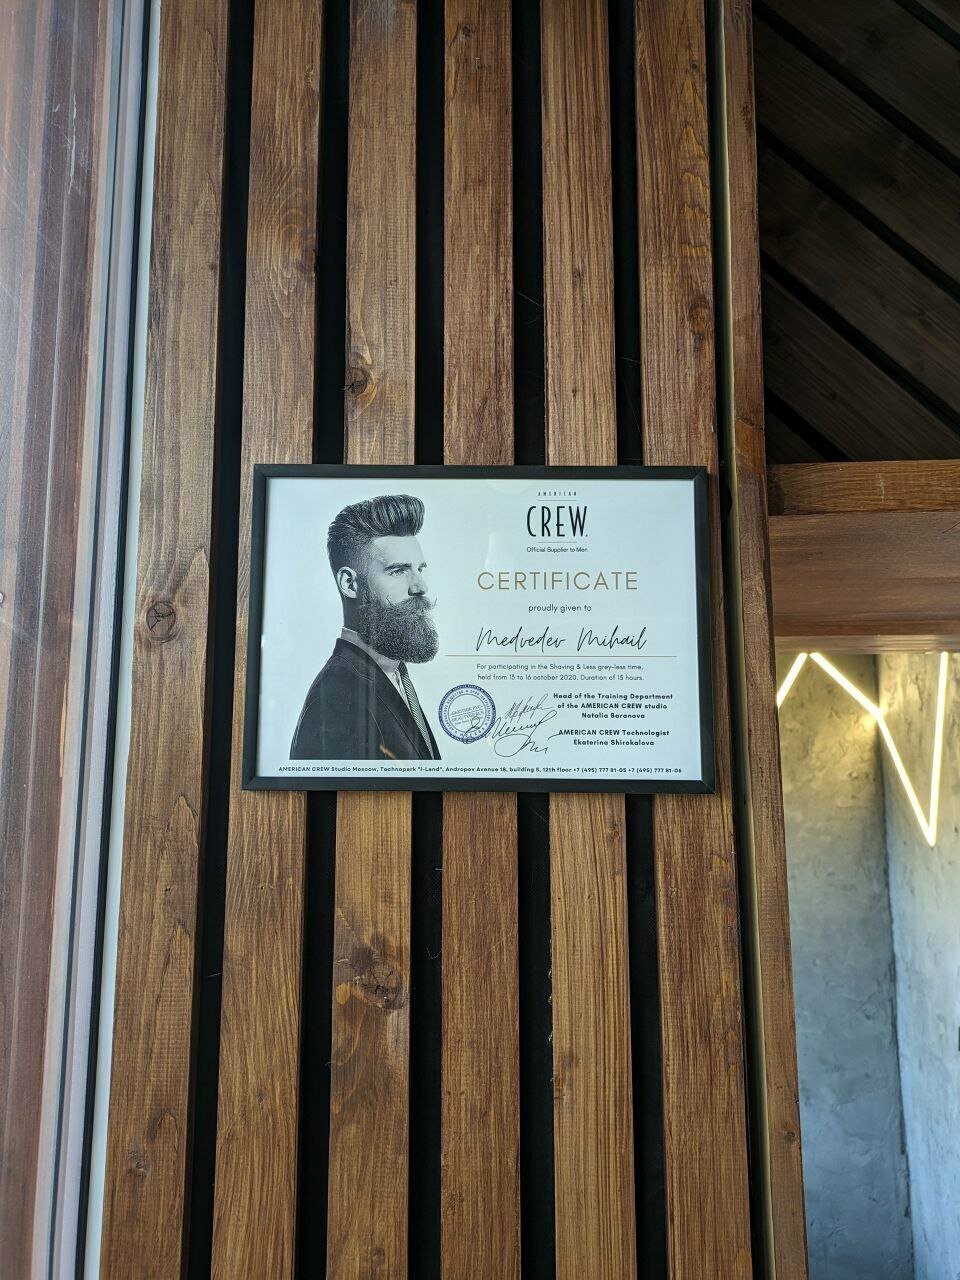 AMERICAN
CREW.
Official Supplier to Men
CERTIFICATE
proudly given to
Medvedev Mihail
For participating in the Shaving & Less grey-less time,
held from 13 to 16 october 2020. Duration of 15 hours.
Head of the Training Department
of the AMERICAN CREW studio
Natalia Baranova
AMERICAN CREW Technologist
Ekaterina Shirokalova
AMERICAN CREW Studio Moscow, Technopark "I-Land", Andropov Avenue 18, building 5, 12th floor +7 (495) 777 81-05 +7 (495) 777 81-06